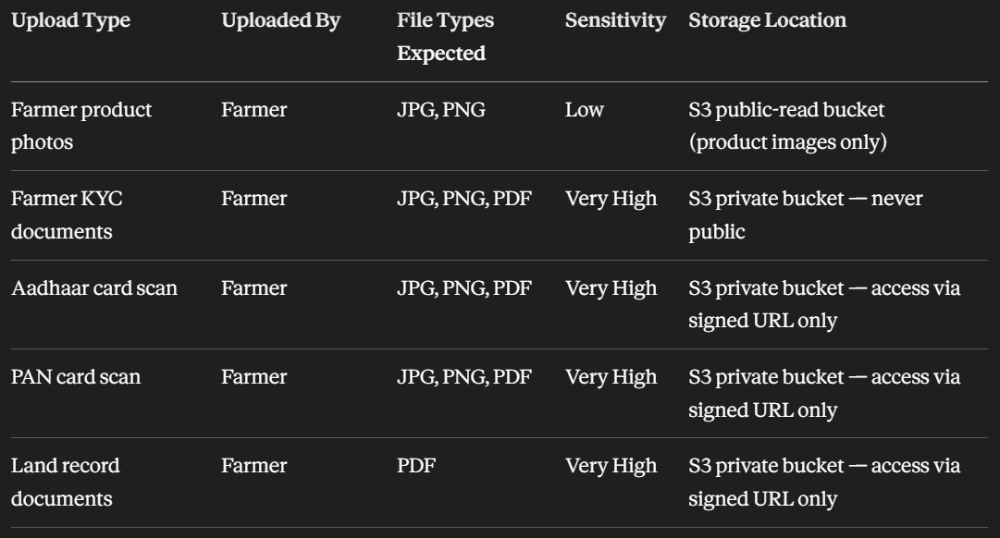 Upload Type Uploaded By File Types Sensitivity Storage Location
Expected
Farmer product Farmer JPG, PNG Low S3 public-read bucket
photos (product images only)
Farmer KYC Farmer JPG, PNG, PDF Very High S3 private bucket — never
documents public
Aadhaar card scan Farmer JPG, PNG, PDF Very High S3 private bucket — access via
signed URL only
PAN card scan Farmer JPG, PNG, PDF Very High S3 private bucket — access via
signed URL only
Land record Farmer PDF Very High S3 private bucket — access via
documents signed URL only